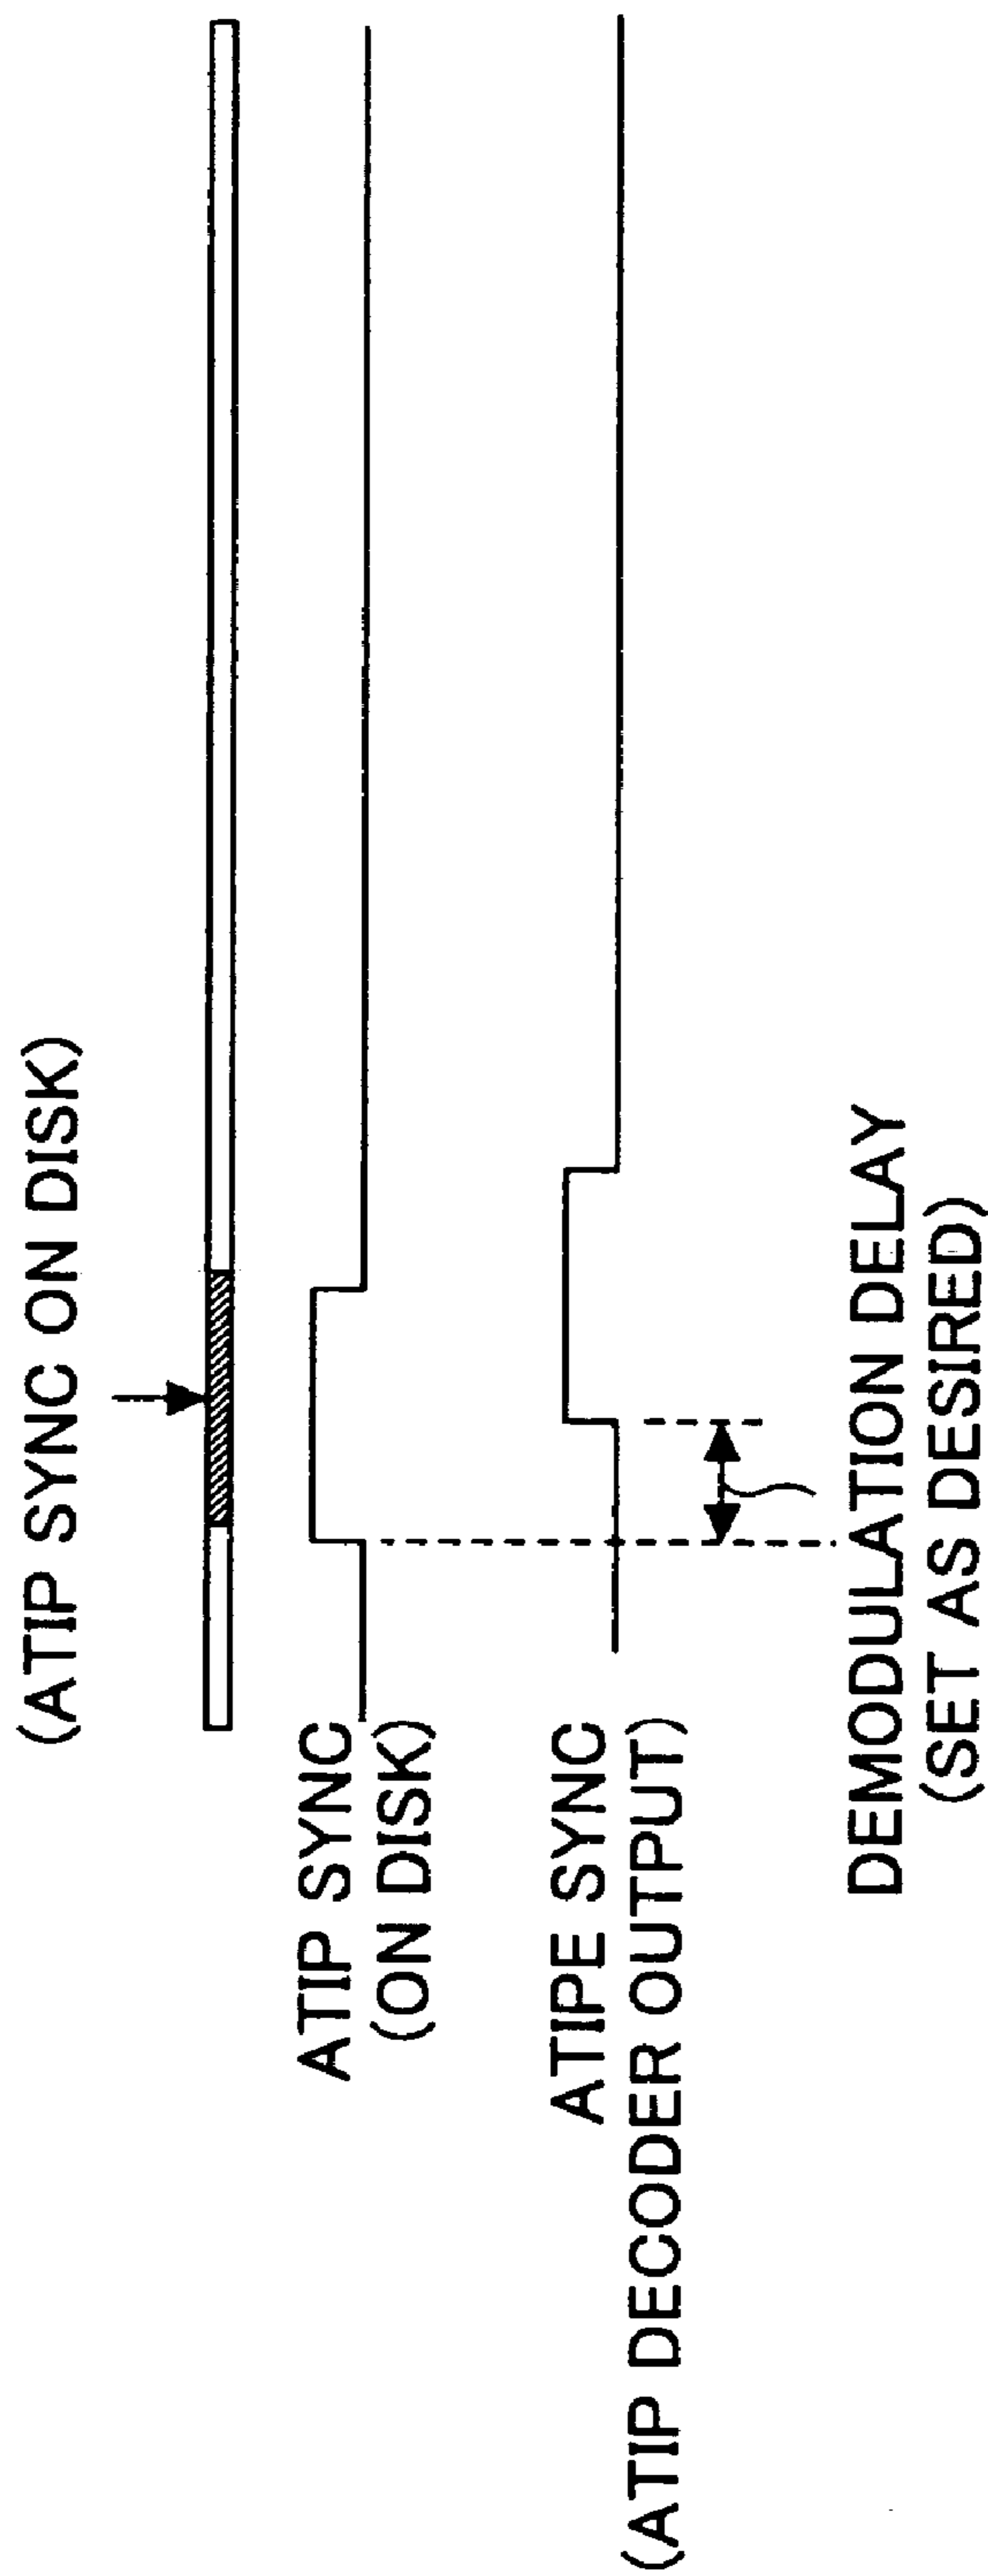 (ATIP SYNC ON DISK)
ATIP SYNC
(ON DISK)
ATIPE SYNC
(ATIP DECODER OUTPUT)
DEMODULATION DELAY
(SET AS DESIRED)